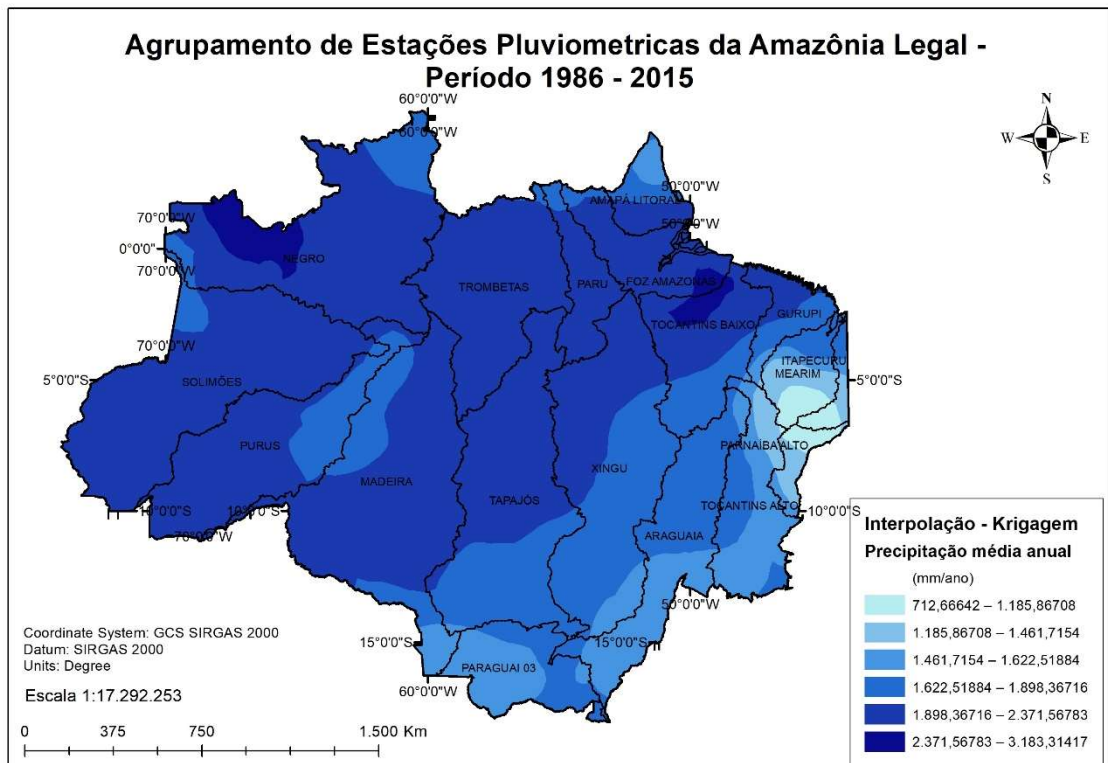 Agrupamento de Estações Pluviometricas da Amazônia Legal -
Período 1986 - 2015
60°0'0"W
60°0'0"W
N
W
E
S
50°0'0"W
AMAPÁ LITORAL
50°0'0"W
70°0'0"W
0°0'0"
70°0'0"W
NEGRO
TROMBETAS
PARU
FOZ AMAZONAS
TOCANTINS BAIXO
GURUPI
70°0'0"W
ITAPECURU
MEARIM
5°0'0"S
SOLIMÕES
5°0'0"S
PURUS
MADEIRA
TAPAJÓS
XINGU
PARNAÍBA ALTO
TOCANTINS ALTO
10°0'0"S
10°0'0"S
10°0'0"S
70°0'0"W
ARAGUAIA
50°0'0"W
15°0'0"S
15°0'0"S
PARAGUAI 03
60°0'0"W
Interpolação - Krigagem
Precipitação média anual
(mm/ano)
712,66642 – 1.185,86708
1.185,86708 – 1.461,7154
1.461,7154 – 1.622,51884
1.622,51884 – 1.898,36716
1.898,36716 – 2.371,56783
2.371,56783 – 3.183,31417
Coordinate System: GCS SIRGAS 2000
Datum: SIRGAS 2000
Units: Degree
Escala 1:17.292.253
0 375 750 1.500 Km